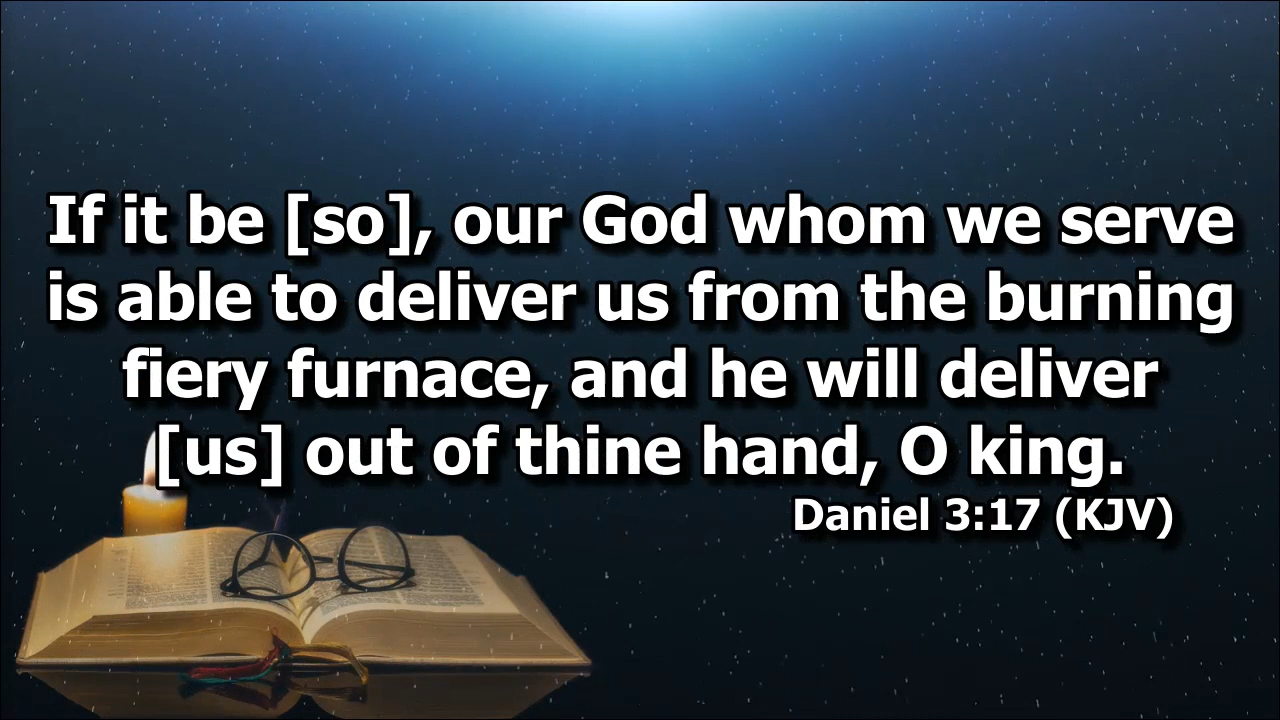 If it be [so], our God whom we serve
is able to deliver us from the burning
fiery furnace, and he will deliver
[us] out of thine hand, O king.
Daniel 3:17 (KJV)